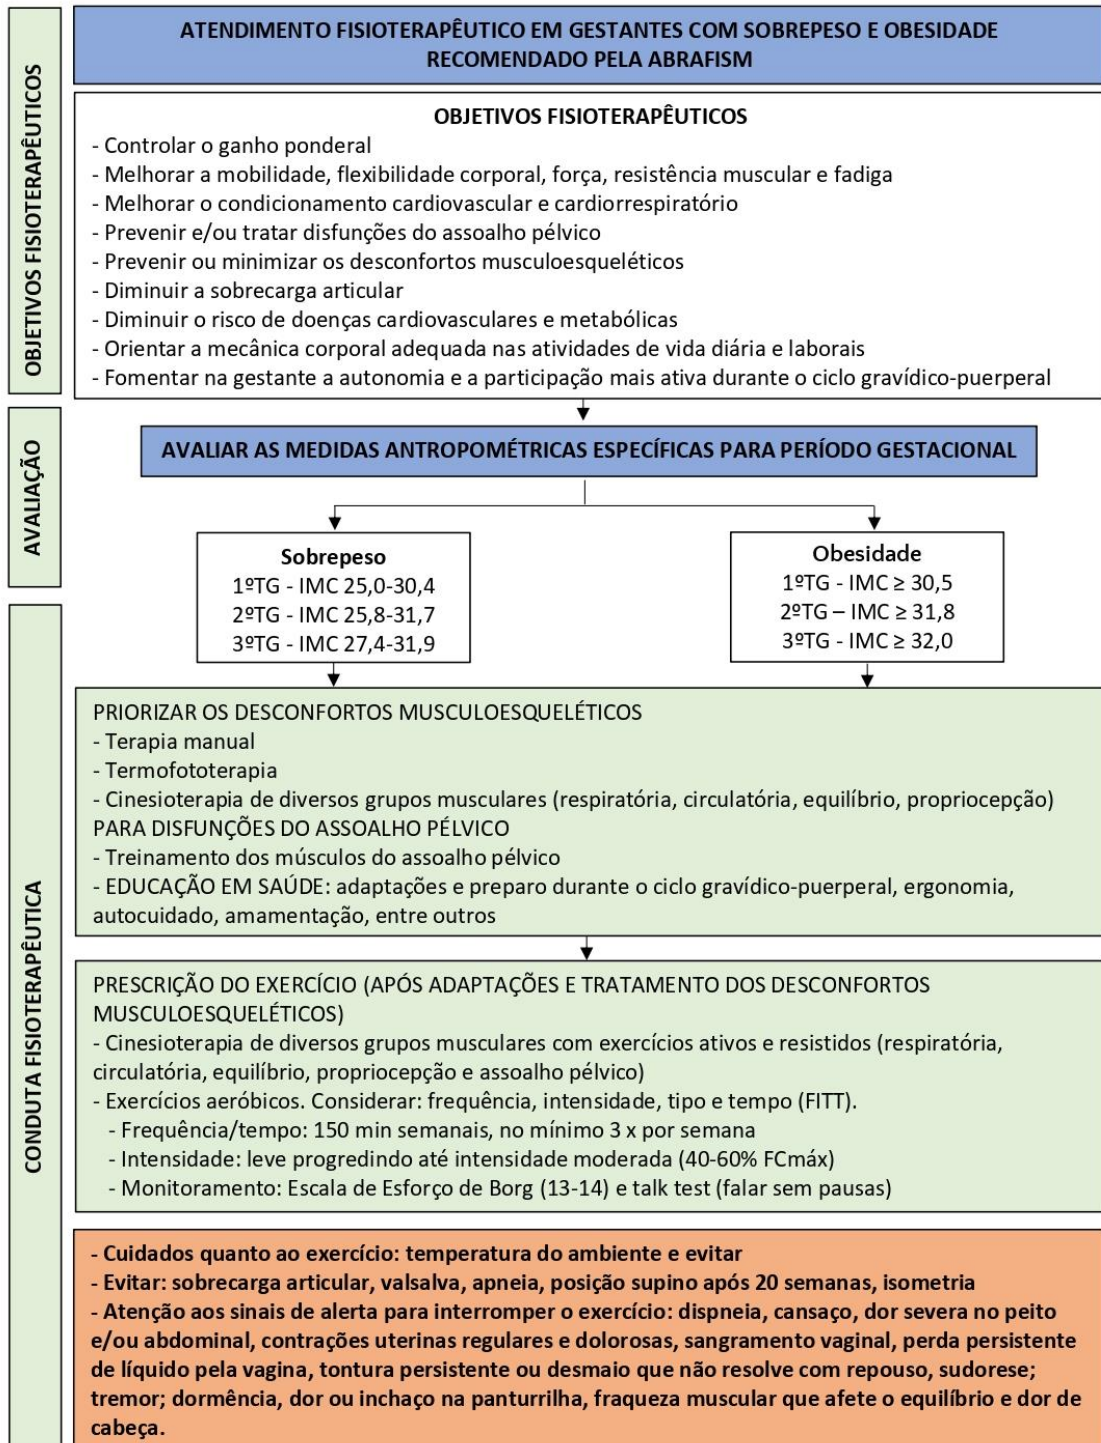 ATENDIMENTO FISIOTERAPÊUTICO EM GESTANTES COM SOBREPESO E OBESIDADE
RECOMENDADO PELA ABRAFISM
OBJETIVOS FISIOTERAPÊUTICOS
OBJETIVOS FISIOTERAPÊUTICOS
- Controlar o ganho ponderal
- Melhorar a mobilidade, flexibilidade corporal, força, resistência muscular e fadiga
- Melhorar o condicionamento cardiovascular e cardiorrespiratório
- Prevenir e/ou tratar disfunções do assoalho pélvico
- Prevenir ou minimizar os desconfortos musculoesqueléticos
- Diminuir a sobrecarga articular
- Diminuir o risco de doenças cardiovasculares e metabólicas
- Orientar a mecânica corporal adequada nas atividades de vida diária e laborais
- Fomentar na gestante a autonomia e a participação mais ativa durante o ciclo gravídico-puerperal
AVALIAÇÃO
AVALIAR AS MEDIDAS ANTROPOMÉTRICAS ESPECÍFICAS PARA PERÍODO GESTACIONAL
Sobrepeso
1ºTG - IMC 25,0-30,4
2ºTG - IMC 25,8-31,7
3ºTG - IMC 27,4-31,9
Obesidade
1ºTG - IMC ≥ 30,5
2ºTG – IMC ≥ 31,8
3ºTG - IMC ≥ 32,0
CONDUTA FISIOTERAPÊUTICA
PRIORIZAR OS DESCONFORTOS MUSCULOESQUELÉTICOS
- Terapia manual
- Termofototerapia
- Cinesioterapia de diversos grupos musculares (respiratória, circulatória, equilíbrio, propriocepção)
PARA DISFUNÇÕES DO ASSOALHO PÉLVICO
- Treinamento dos músculos do assoalho pélvico
- EDUCAÇÃO EM SAÚDE: adaptações e preparo durante o ciclo gravídico-puerperal, ergonomia,
autocuidado, amamentação, entre outros
PRESCRIÇÃO DO EXERCÍCIO (APÓS ADAPTAÇÕES E TRATAMENTO DOS DESCONFORTOS
MUSCULOESQUELÉTICOS)
- Cinesioterapia de diversos grupos musculares com exercícios ativos e resistidos (respiratória,
circulatória, equilíbrio, propriocepção e assoalho pélvico)
- Exercícios aeróbicos. Considerar: frequência, intensidade, tipo e tempo (FITT).
- Frequência/tempo: 150 min semanais, no mínimo 3 x por semana
- Intensidade: leve progredindo até intensidade moderada (40-60% FCmáx)
- Monitoramento: Escala de Esforço de Borg (13-14) e talk test (falar sem pausas)
- Cuidados quanto ao exercício: temperatura do ambiente e evitar
- Evitar: sobrecarga articular, valsalva, apneia, posição supino após 20 semanas, isometria
- Atenção aos sinais de alerta para interromper o exercício: dispneia, cansaço, dor severa no peito
e/ou abdominal, contrações uterinas regulares e dolorosas, sangramento vaginal, perda persistente
de líquido pela vagina, tontura persistente ou desmaio que não resolve com repouso, sudorese;
tremor; dormência, dor ou inchaço na panturrilha, fraqueza muscular que afete o equilíbrio e dor de
cabeça.